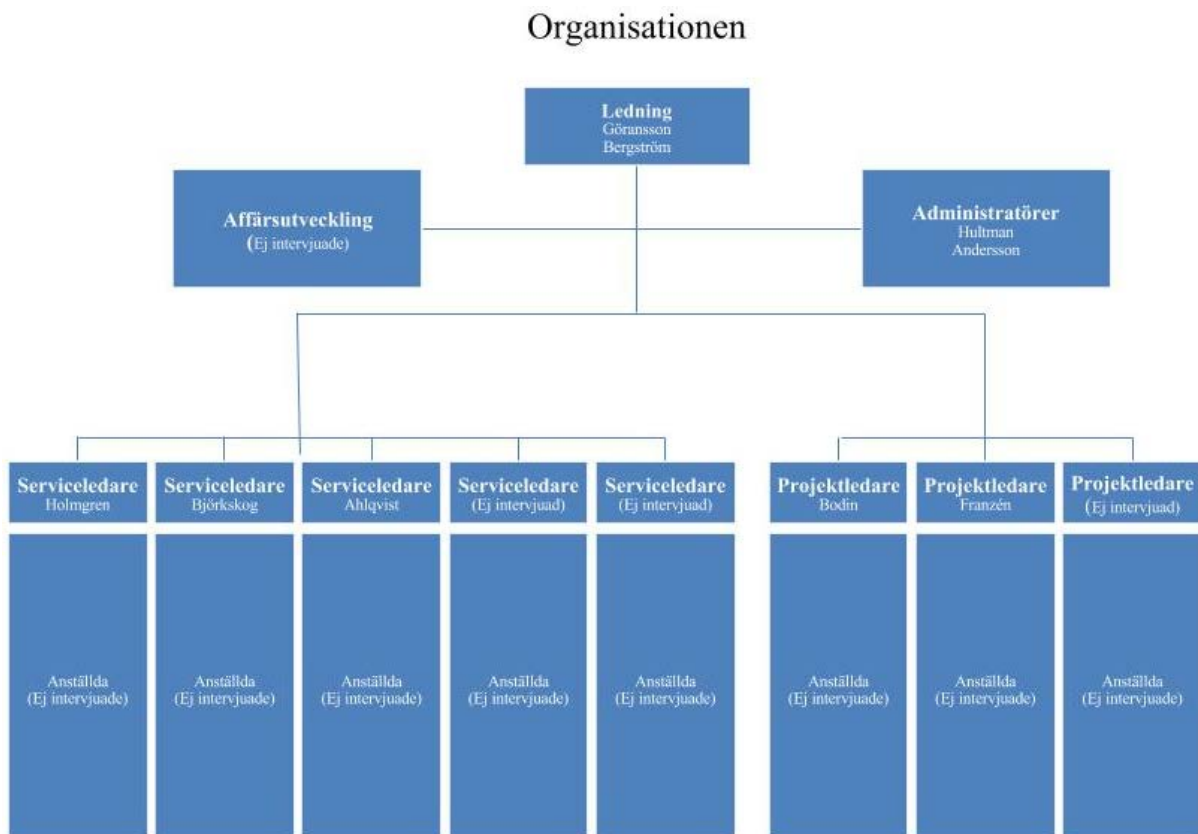 Organisationen
Ledning
Göransson
Bergström
Affärsutveckling
(Ej intervjuade)
Administratörer
Hultman
Andersson
Serviceledare
Holmgren
Serviceledare
Björkskog
Serviceledare
Ahlqvist
Serviceledare
(Ej intervjuad)
Serviceledare
(Ej intervjuad)
Projektledare
Bodin
Projektledare
Franzén
Projektledare
(Ej intervjuad)
Anställda
(Ej intervjuade)
Anställda
(Ej intervjuade)
Anställda
(Ej intervjuade)
Anställda
(Ej intervjuade)
Anställda
(Ej intervjuade)
Anställda
(Ej intervjuade)
Anställda
(Ej intervjuade)
Anställda
(Ej intervjuade)